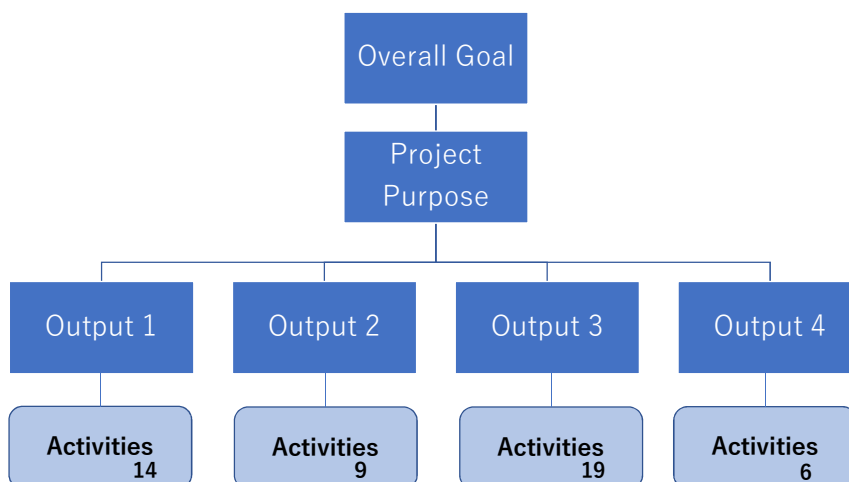 Overall Goal
Project
Purpose
Output 1
Output 2
Output 3
Output 4
Activities
14
Activities
9
Activities
19
Activities
6